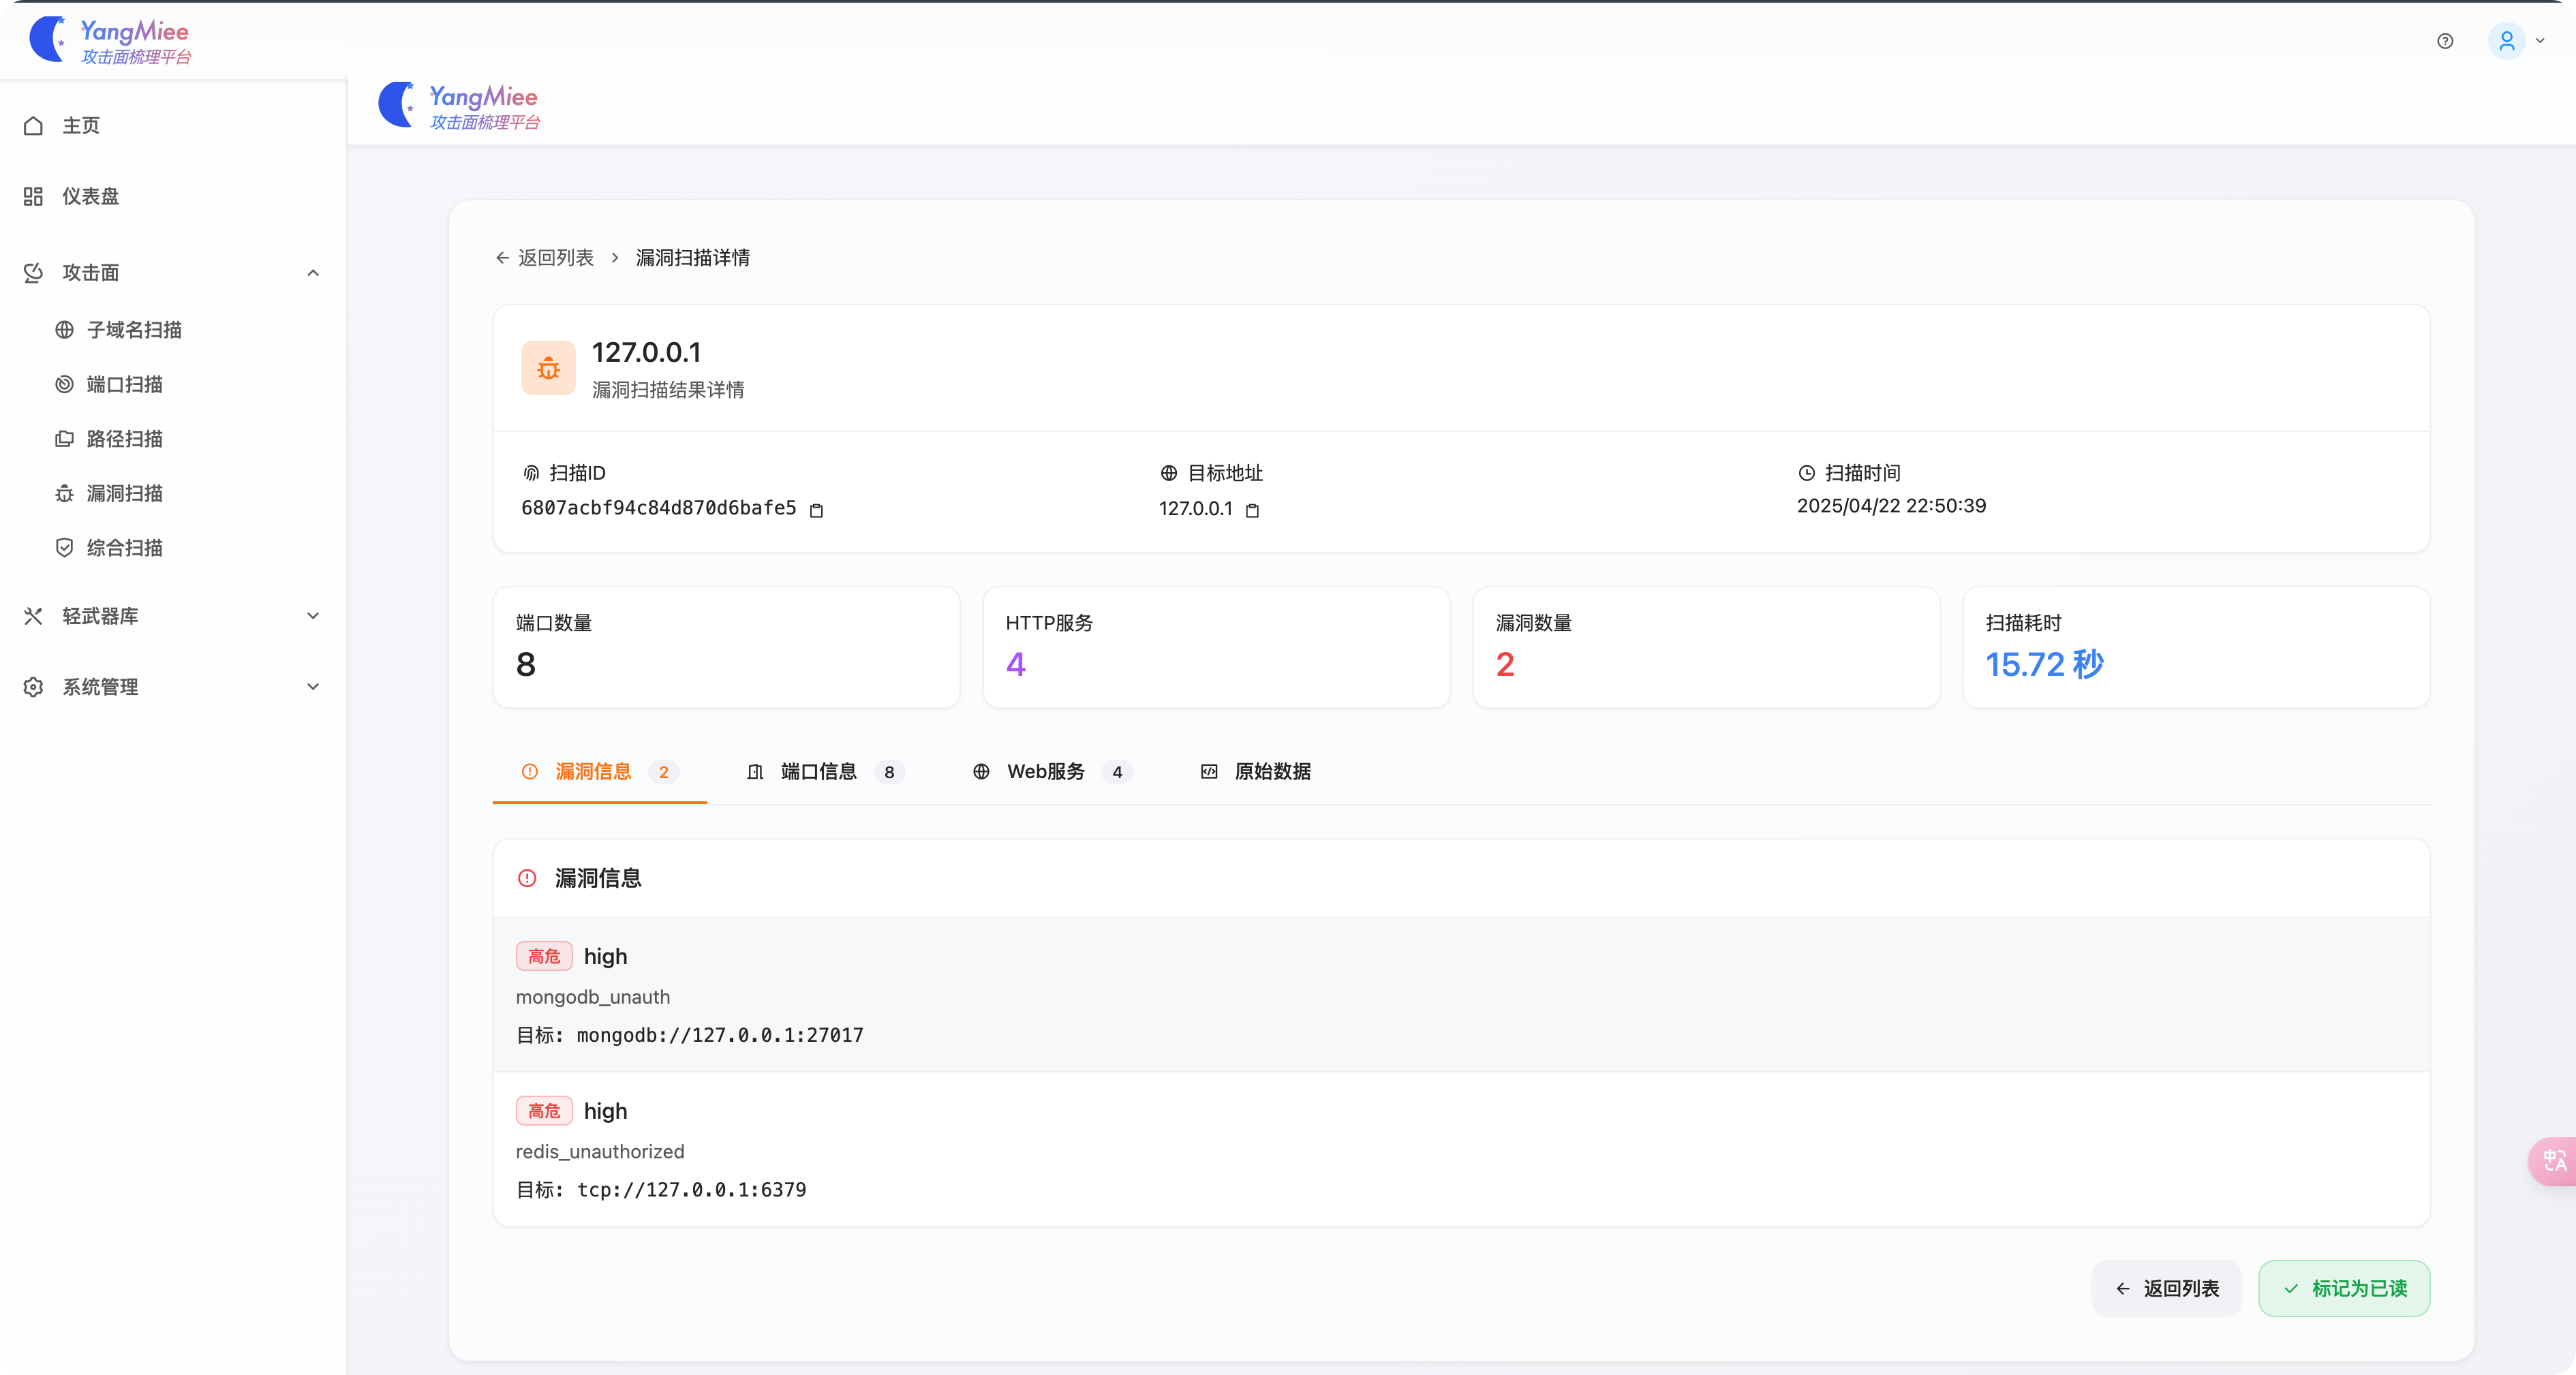 YangMiee
攻击面梳理平台
主页
仪表盘
攻击面
子域名扫描
端口扫描
路径扫描
漏洞扫描
综合扫描
轻武器库
系统管理
YangMiee
攻击面梳理平台
返回列表 > 漏洞扫描详情
127.0.0.1
漏洞扫描结果详情
扫描ID
6807acbf94c84d870d6bafe5
目标地址
127.0.0.1
扫描时间
2025/04/22 22:50:39
端口数量
8
HTTP服务
4
漏洞数量
2
扫描耗时
15.72 秒
漏洞信息 2 端口信息 8 Web服务 4 原始数据
漏洞信息
高危 high
mongodb_unauth
目标: mongodb://127.0.0.1:27017
高危 high
redis_unauthorized
目标: tcp://127.0.0.1:6379
返回列表 标记为已读
中A